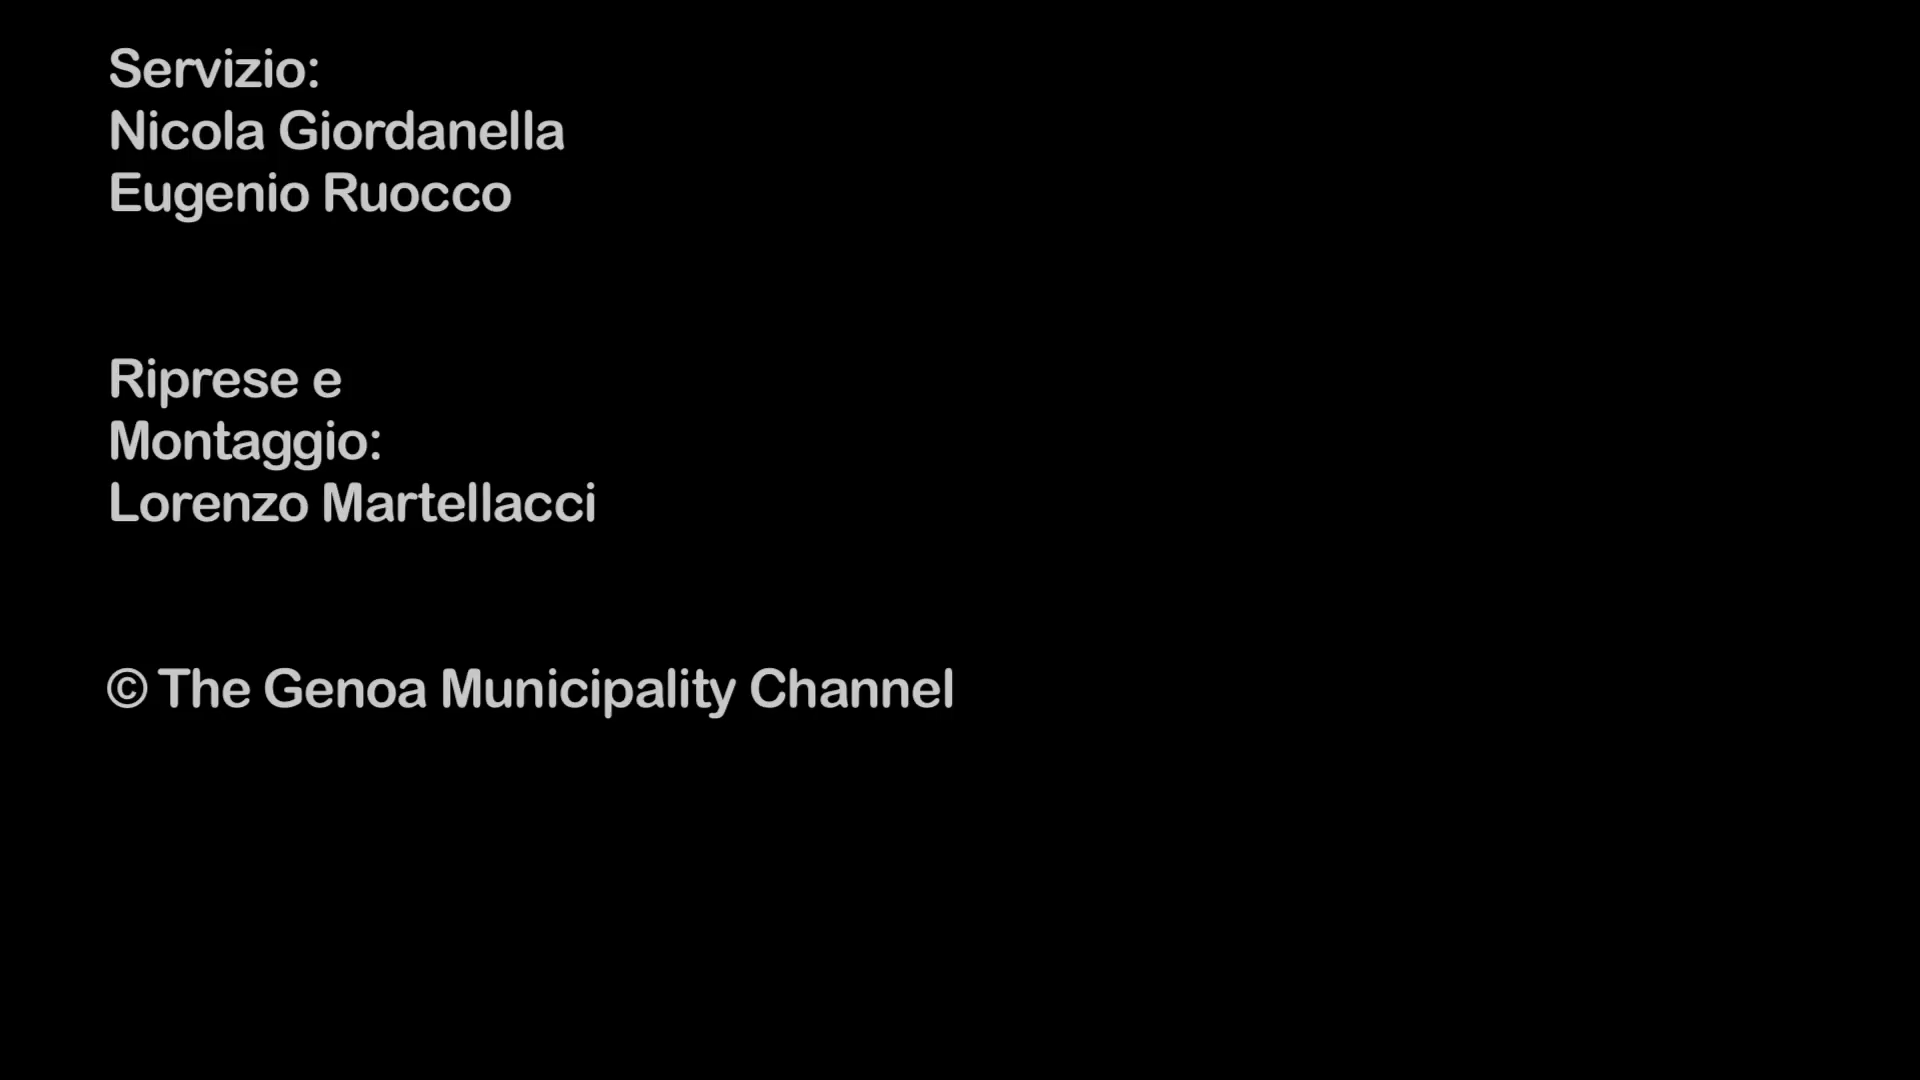 Servizio:
Nicola Giordanella
Eugenio Ruocco
Riprese e
Montaggio:
Lorenzo Martellacci
© The Genoa Municipality Channel